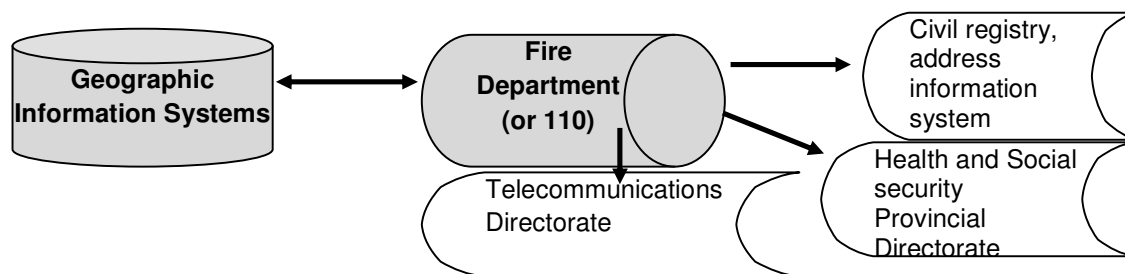 Geographic
Information Systems
Fire
Department
(or 110)
Telecommunications
Directorate
Civil registry,
address
information
system
Health and Social
security
Provincial
Directorate